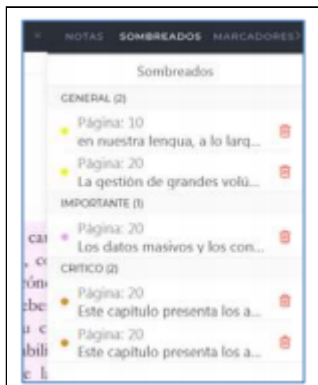 NOTAS SOMBREADOS MARCADORES
Sombreados
GENERAL (2)
Página: 10
en nuestra lengua, a lo larg...
Página: 20
La gestión de grandes volú...
IMPORTANTE (1)
Página: 20
Los datos masivos y los con...
CRITICO (2)
Página: 20
Este capítulo presenta los a...
Página: 20
Este capítulo presenta los a...